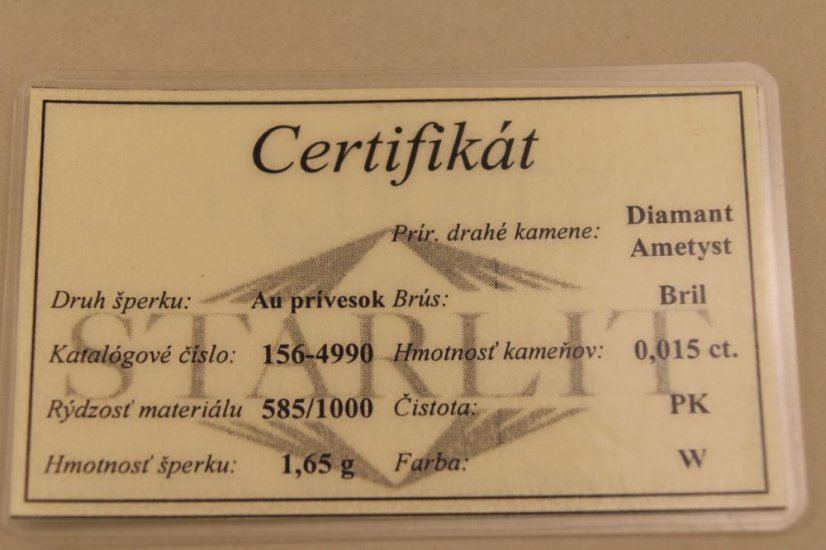 Certifikát
Prír. drahé kamene: Diamant
Ametyst
Druh šperku: Au prívesok Brús: Bril
Katalógové číslo: 156-4990 Hmotnosť kameňov: 0,015 ct.
Rýdzosť materiálu 585/1000 Čistota: PK
Hmotnosť šperku: 1,65 g Farba: W
STARLIT